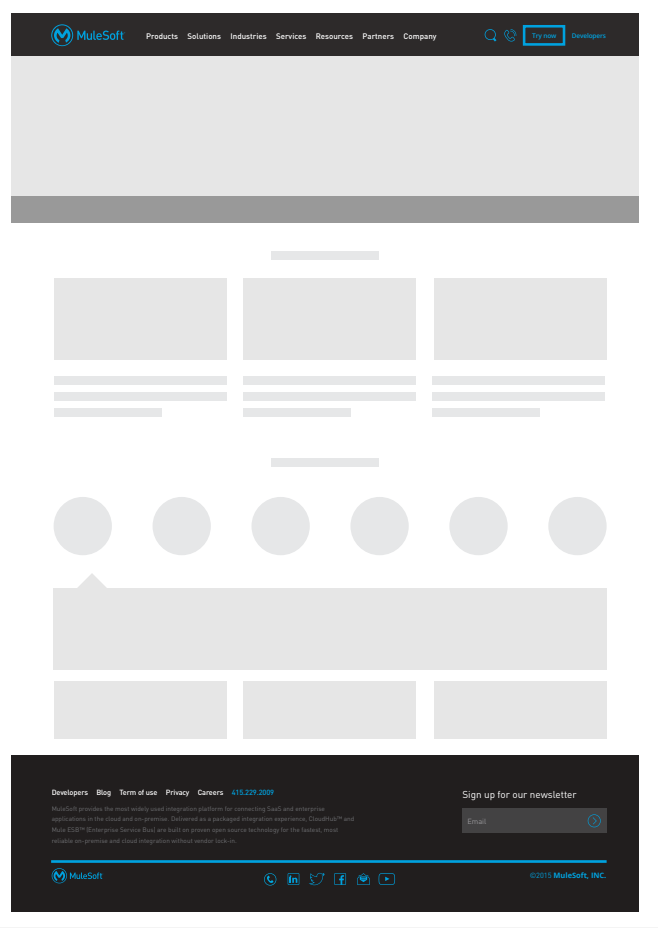 MuleSoft Products Solutions Industries Services Resources Partners Company Try now Developers
Developers Blog Term of use Privacy Careers 415.229.2009
MuleSoft provides the most widely used integration platform for connecting SaaS and enterprise
applications in the cloud and on-premise. Delivered as a packaged integration experience, CloudHub™ and
Mule ESB™ (Enterprise Service Bus) are built on proven open source technology for the fastest, most
reliable on-premise and cloud integration without vendor lock-in.
Sign up for our newsletter
Email
MuleSoft
©2015 MuleSoft, INC.